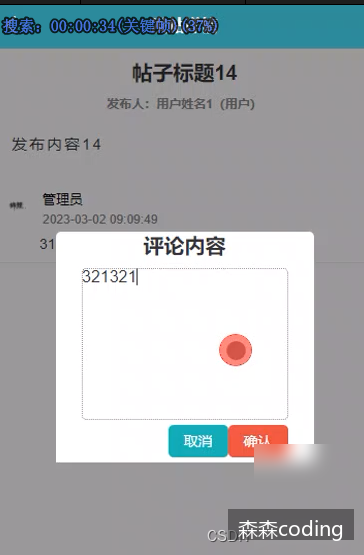 搜索: 00:00:34(关键帧)(37%)
帖子标题14
发布人：用户姓名1（用户）
发布内容14
管理员
2023-03-02 09:09:49
31
评论内容
321321
取消 确认
CSDN
森森coding